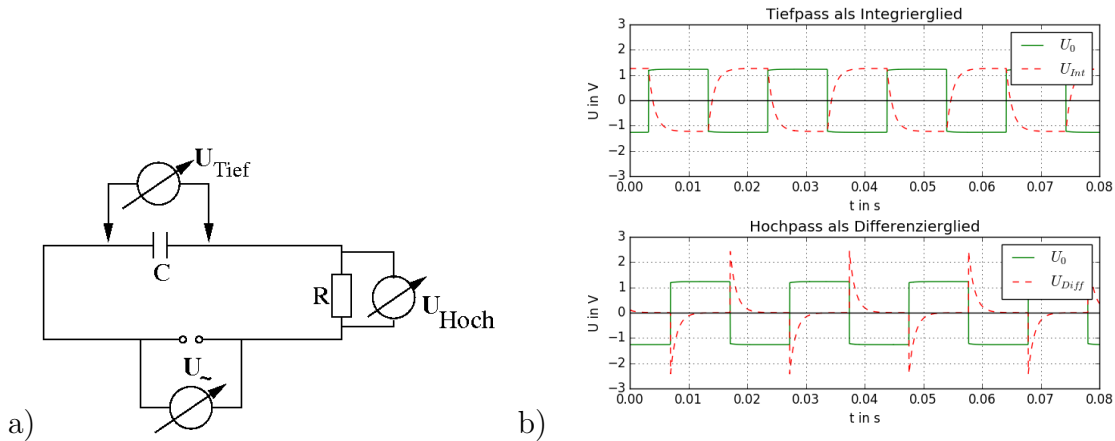 U_Tief
C
R
U_Hoch
U_~
a)
Tiefpass als Integrierglied
U_0
U_Int
U in V
3
2
1
0
−1
−2
−3
0.00 0.01 0.02 0.03 0.04 0.05 0.06 0.07 0.08
t in s
Hochpass als Differenzierglied
U_0
U_Diff
U in V
3
2
1
0
−1
−2
−3
0.00 0.01 0.02 0.03 0.04 0.05 0.06 0.07 0.08
t in s
b)